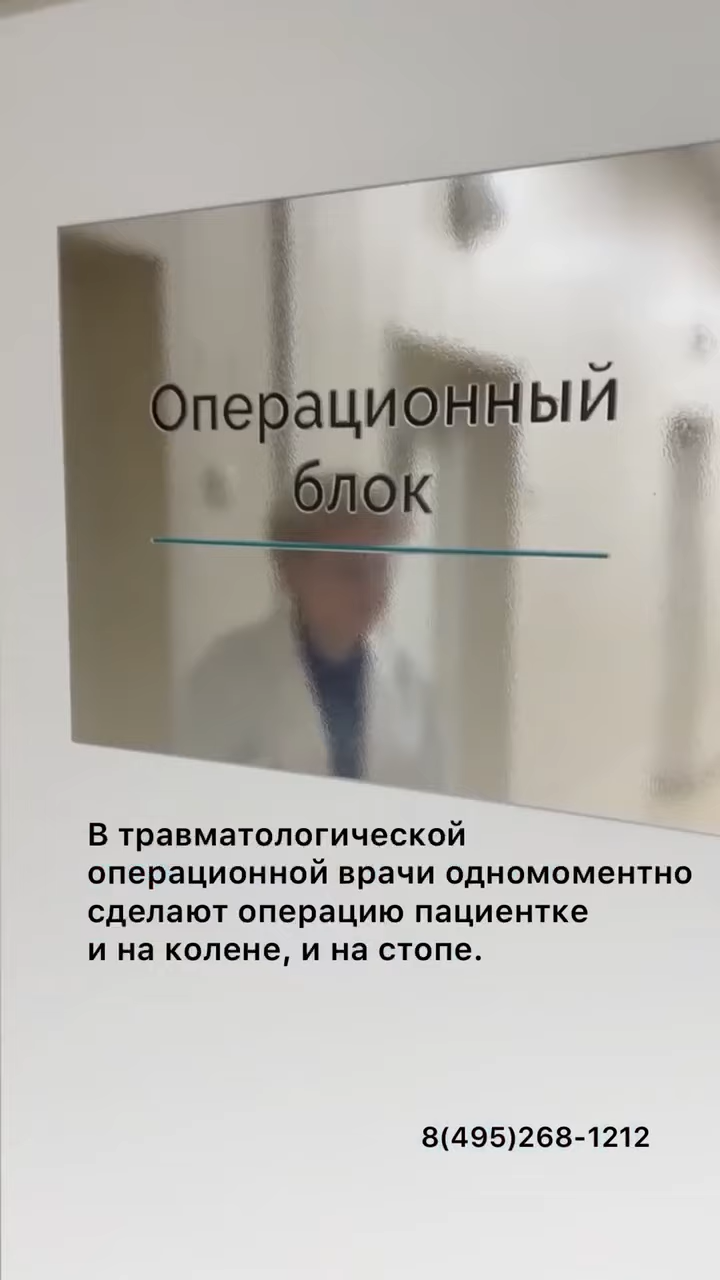 Операционный
блок
В травматологической
операционной врачи одномоментно
сделают операцию пациентке
и на колене, и на стопе.
8(495)268-1212